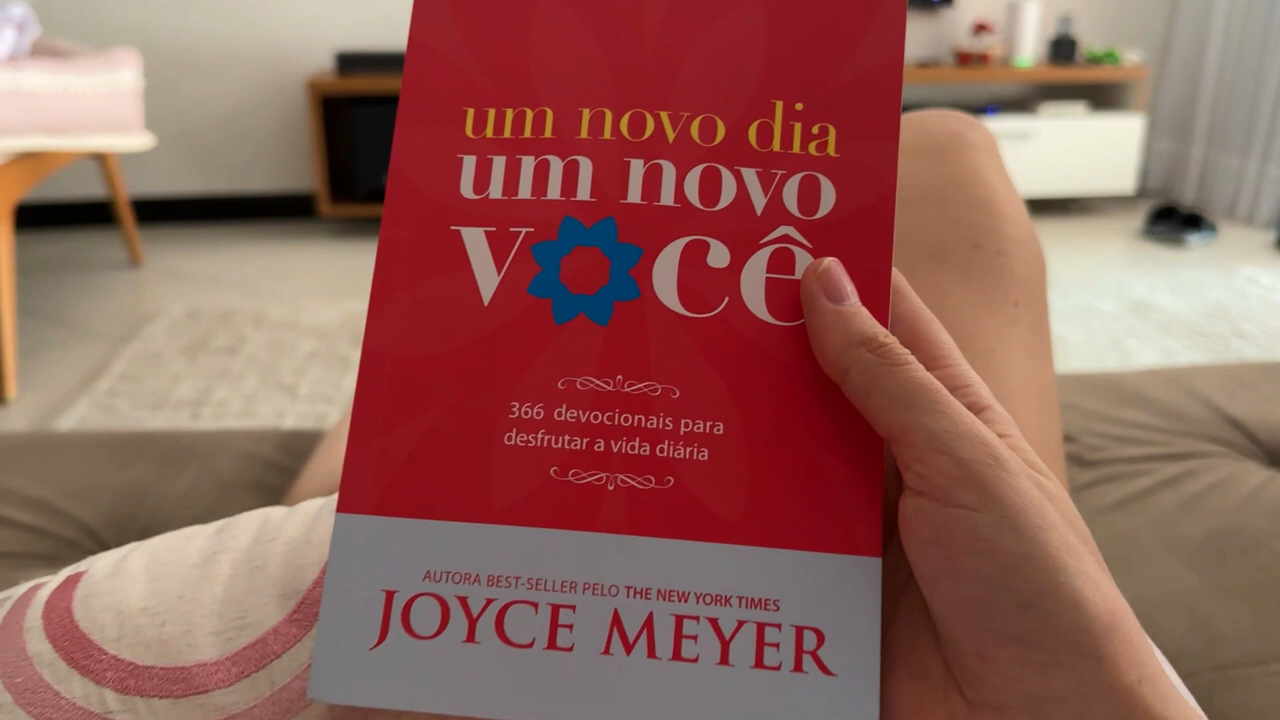 um novo dia
um novo
você
366 devocionais para
desfrutar a vida diária
AUTORA BEST-SELLER PELO THE NEW YORK TIMES
JOYCE MEYER